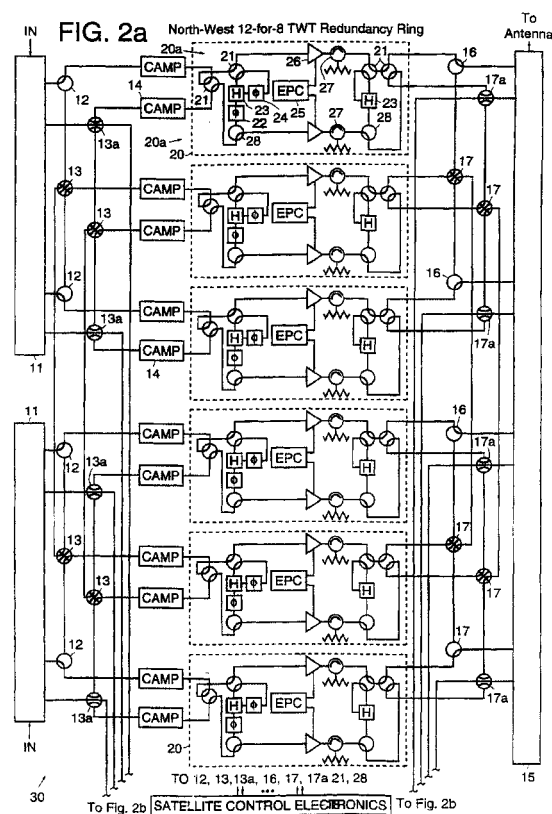 FIG. 2a
North-West 12-for-8 TWT Redundancy Ring
To Antenna
IN
20a 21 26 27 21 16
CAMP 12 14 21 EPC 25 H 23 Φ 24 22 28 27 H 23 28 17a
CAMP 13a 20a 20
13 CAMP H Φ EPC Φ H 17 17
13 CAMP
12 16
13a CAMP H Φ EPC Φ H 17a
CAMP 14
11
11
12 13a CAMP H Φ EPC Φ H 16 17a
CAMP
13 CAMP H Φ EPC Φ H 17 17
13 CAMP
12 17
CAMP H Φ EPC Φ H 17a
13a CAMP 20
IN
30
To Fig. 2b
TO 12, 13,13a, 16, 17, 17a 21, 28
To Fig. 2b
15
SATELLITE CONTROL ELECTRONICS